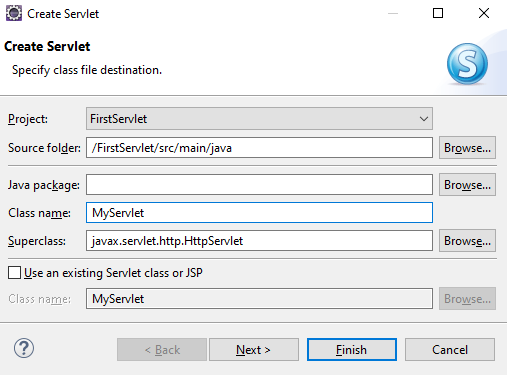 Create Servlet
Create Servlet
Specify class file destination.
S
Project: FirstServlet
Source folder: /FirstServlet/src/main/java Browse...
Java package: Browse...
Class name: MyServlet
Superclass: javax.servlet.http.HttpServlet Browse...
Use an existing Servlet class or JSP
Class name: MyServlet Browse...
? < Back Next > Finish Cancel